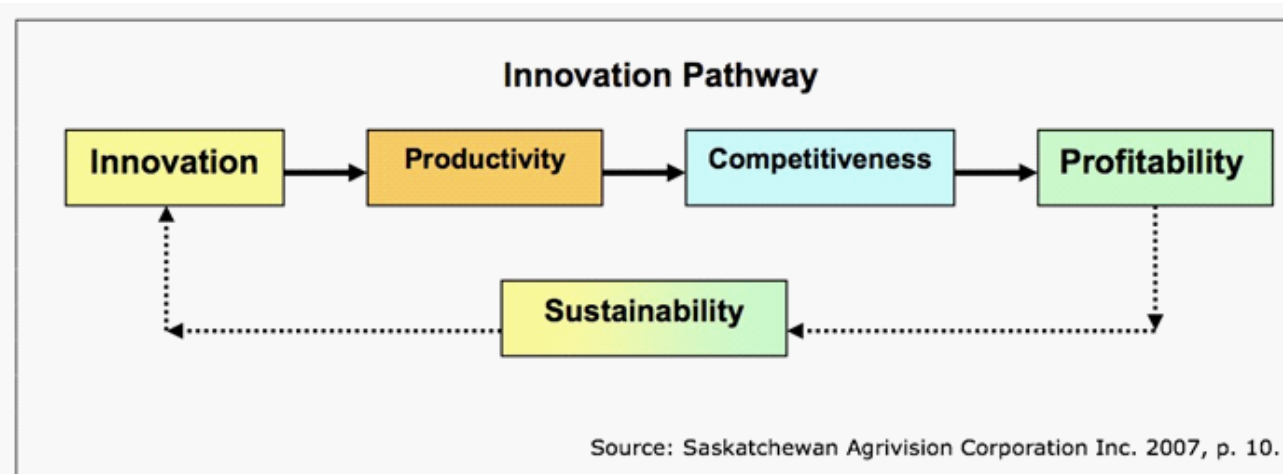 Innovation Pathway
Innovation
Productivity
Competitiveness
Profitability
Sustainability
Source: Saskatchewan Agrivision Corporation Inc. 2007, p. 10.